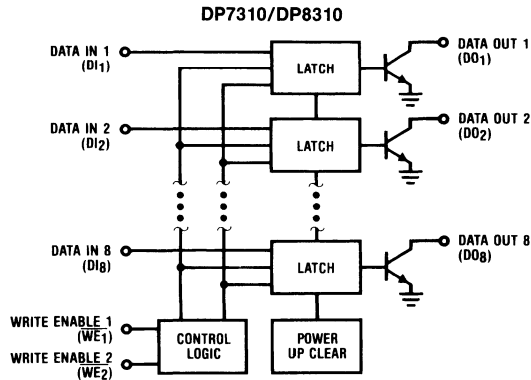 DP7310/DP8310
DATA IN 1
(DI1)
LATCH
DATA OUT 1
(DO1)
DATA IN 2
(DI2)
LATCH
DATA OUT 2
(DO2)
DATA IN 8
(DI8)
LATCH
DATA OUT 8
(DO8)
WRITE ENABLE 1
(W̅E̅1)
WRITE ENABLE 2
(W̅E̅2)
CONTROL
LOGIC
POWER
UP CLEAR